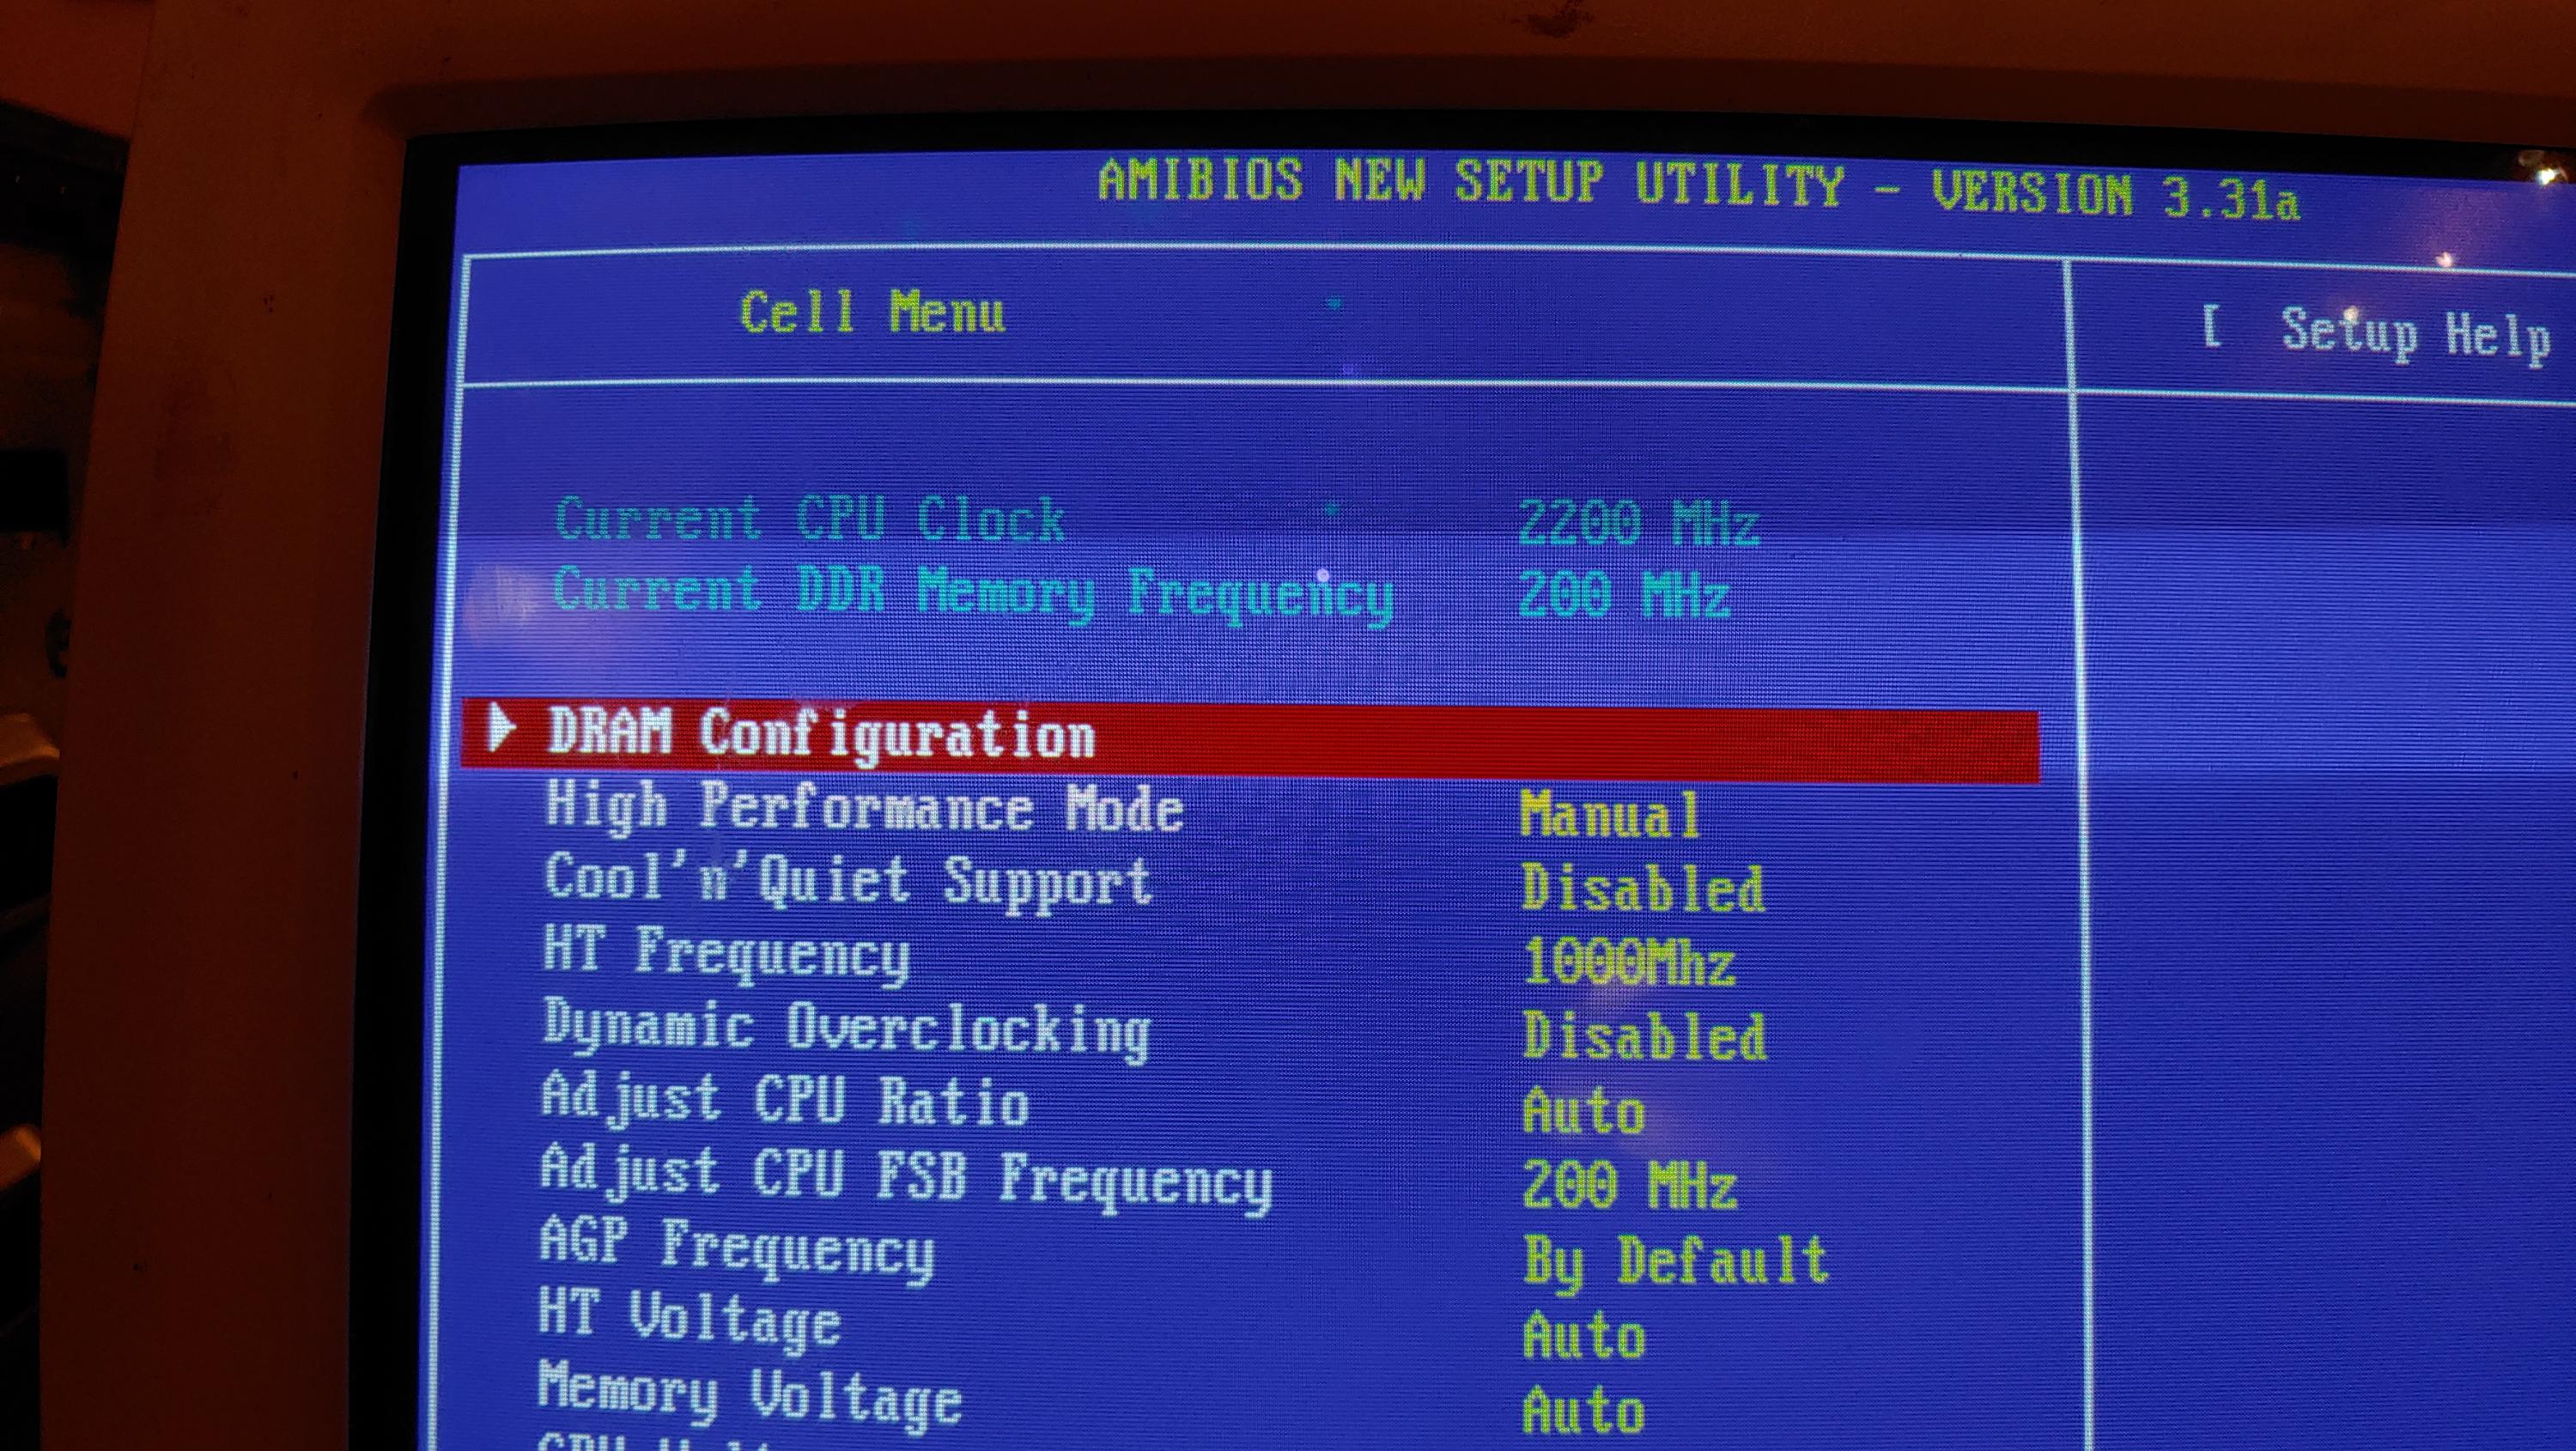 AMIBIOS NEW SETUP UTILITY - VERSION 3.31a
Cell Menu
[ Setup Help
Current CPU Clock 2200 MHz
Current DDR Memory Frequency 200 MHz
DRAM Configuration
High Performance Mode Manual
Cool'n'Quiet Support Disabled
HT Frequency 1000Mhz
Dynamic Overclocking Disabled
Adjust CPU Ratio Auto
Adjust CPU FSB Frequency 200 MHz
AGP Frequency By Default
HT Voltage Auto
Memory Voltage Auto